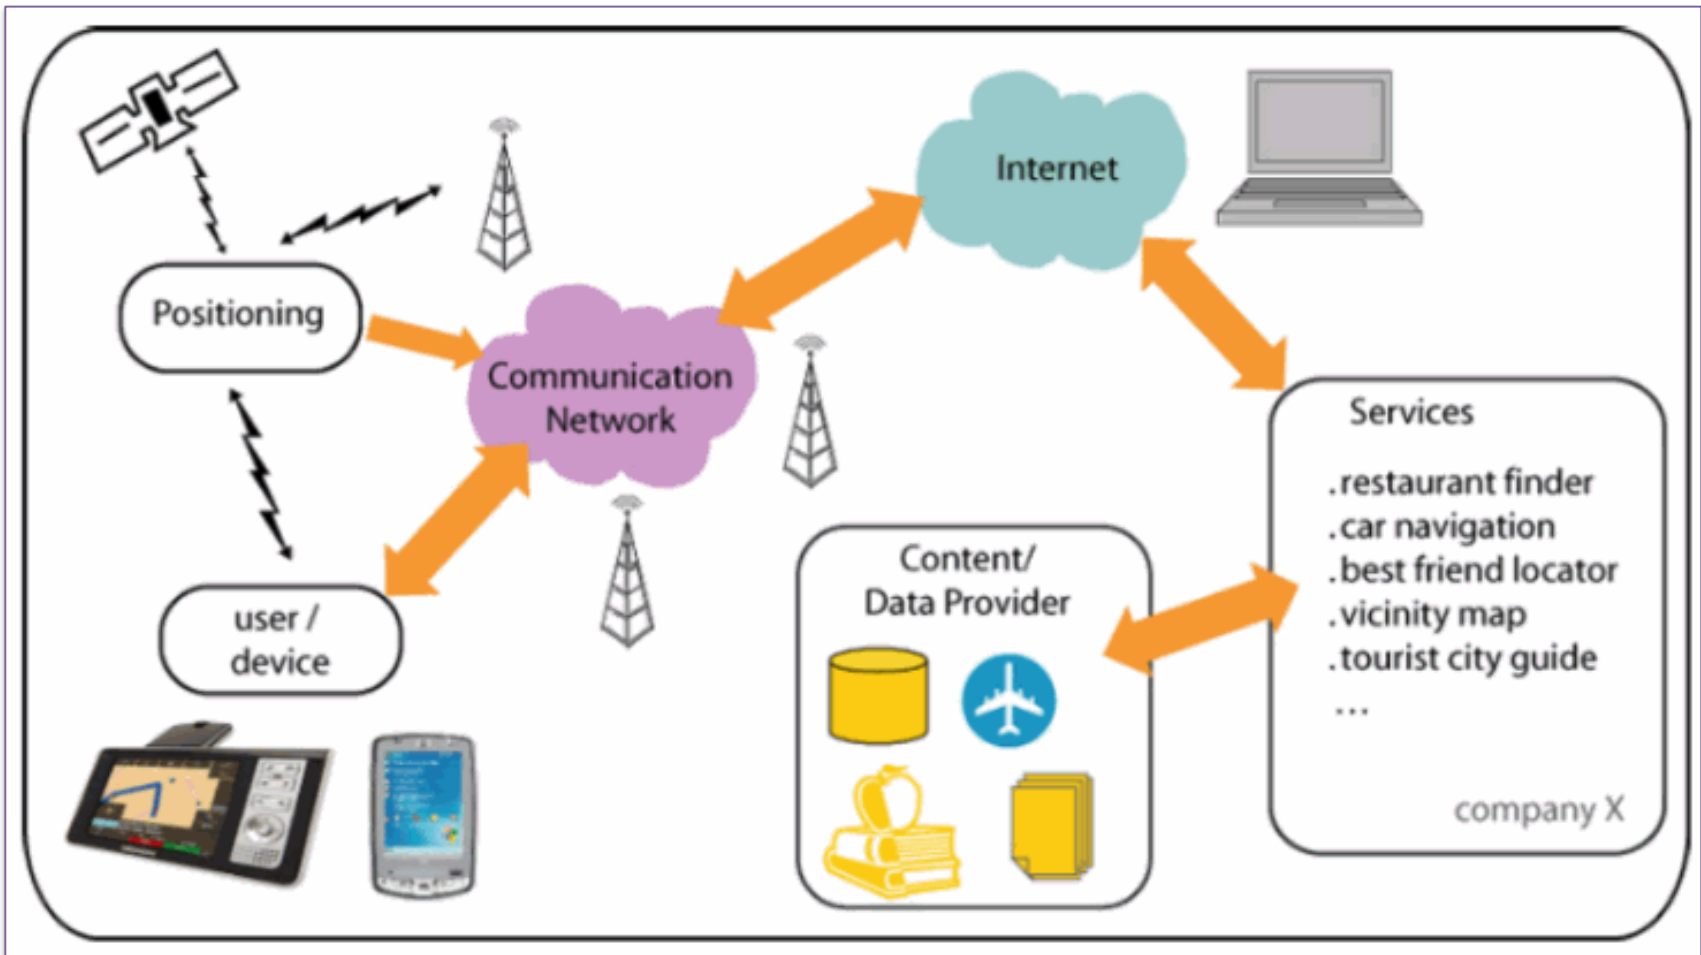 Internet
Positioning
Communication
Network
Services
.restaurant finder
.car navigation
.best friend locator
.vicinity map
.tourist city guide
...
company X
Content/
Data Provider
user /
device